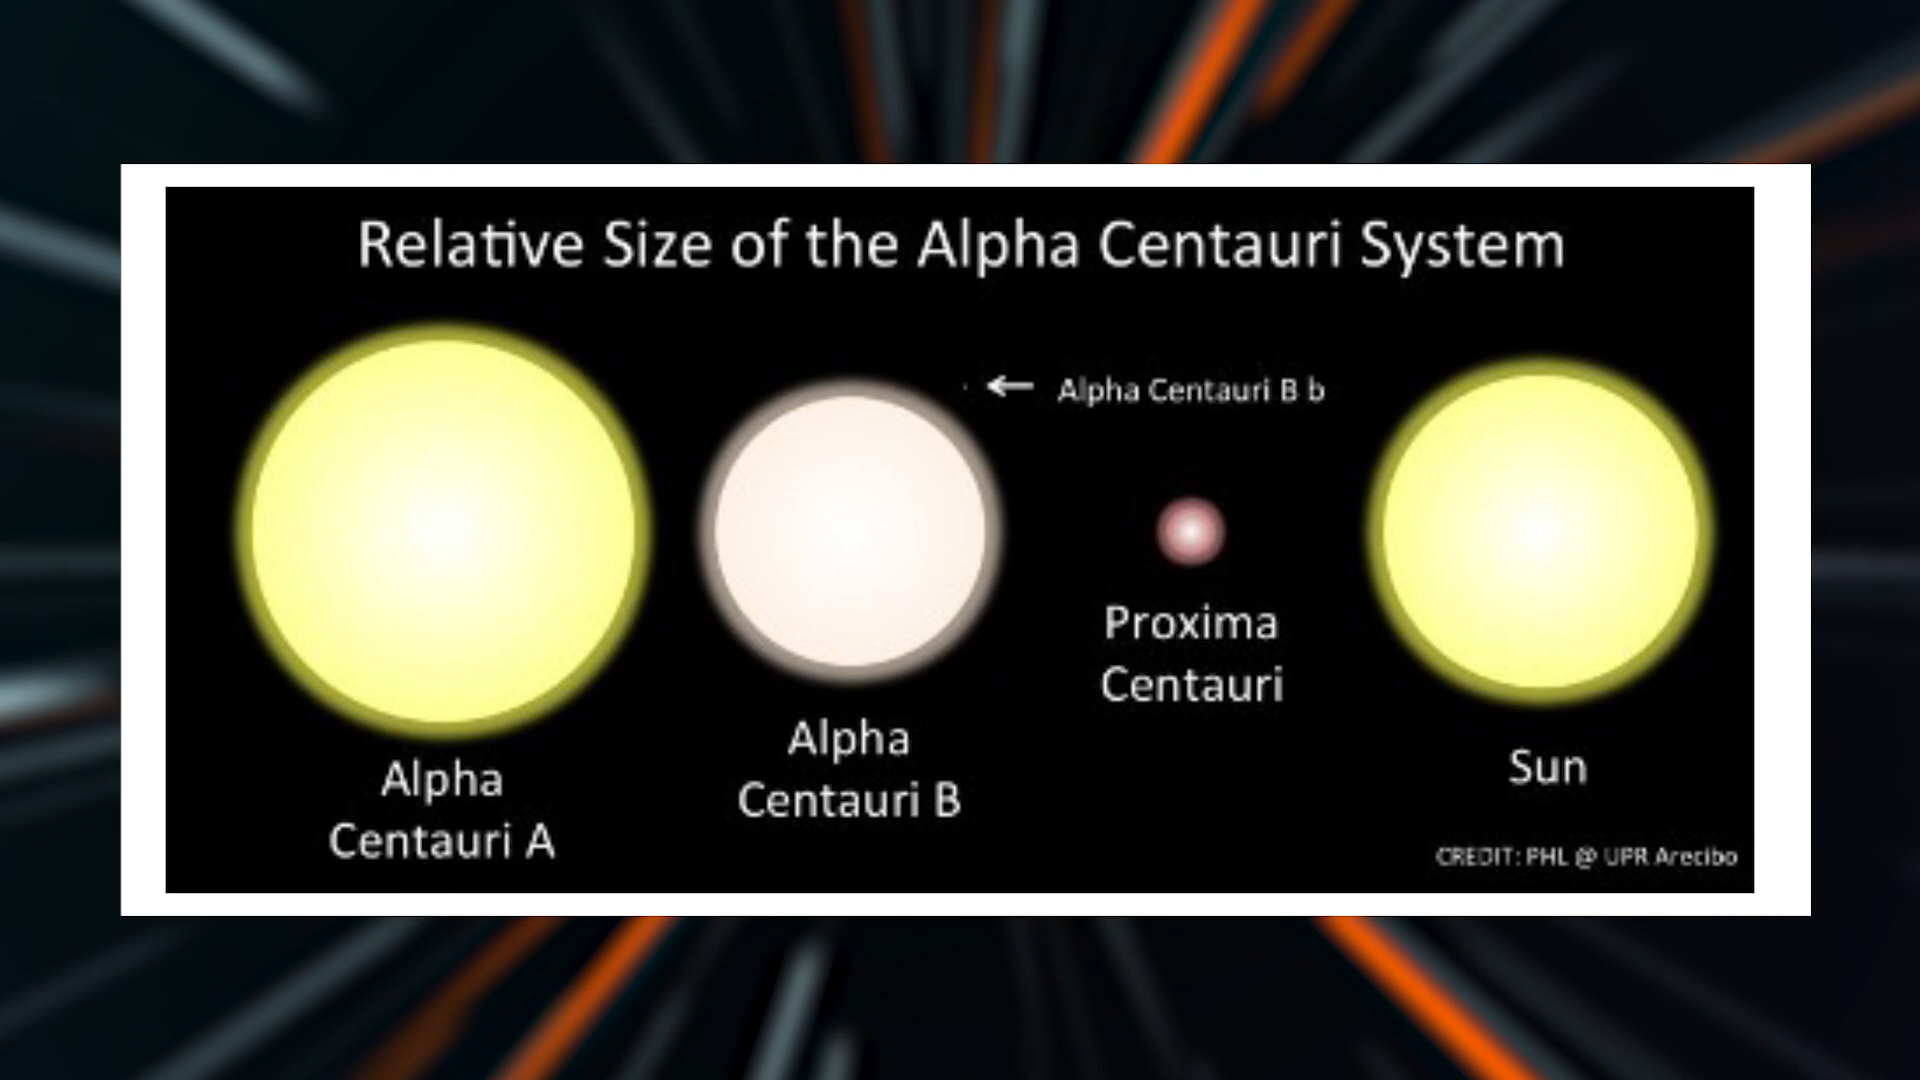 Relative Size of the Alpha Centauri System
Alpha Centauri B b
Alpha
Centauri A
Alpha
Centauri B
Proxima
Centauri
Sun
CREDIT: PHL @ UPR Arecibo